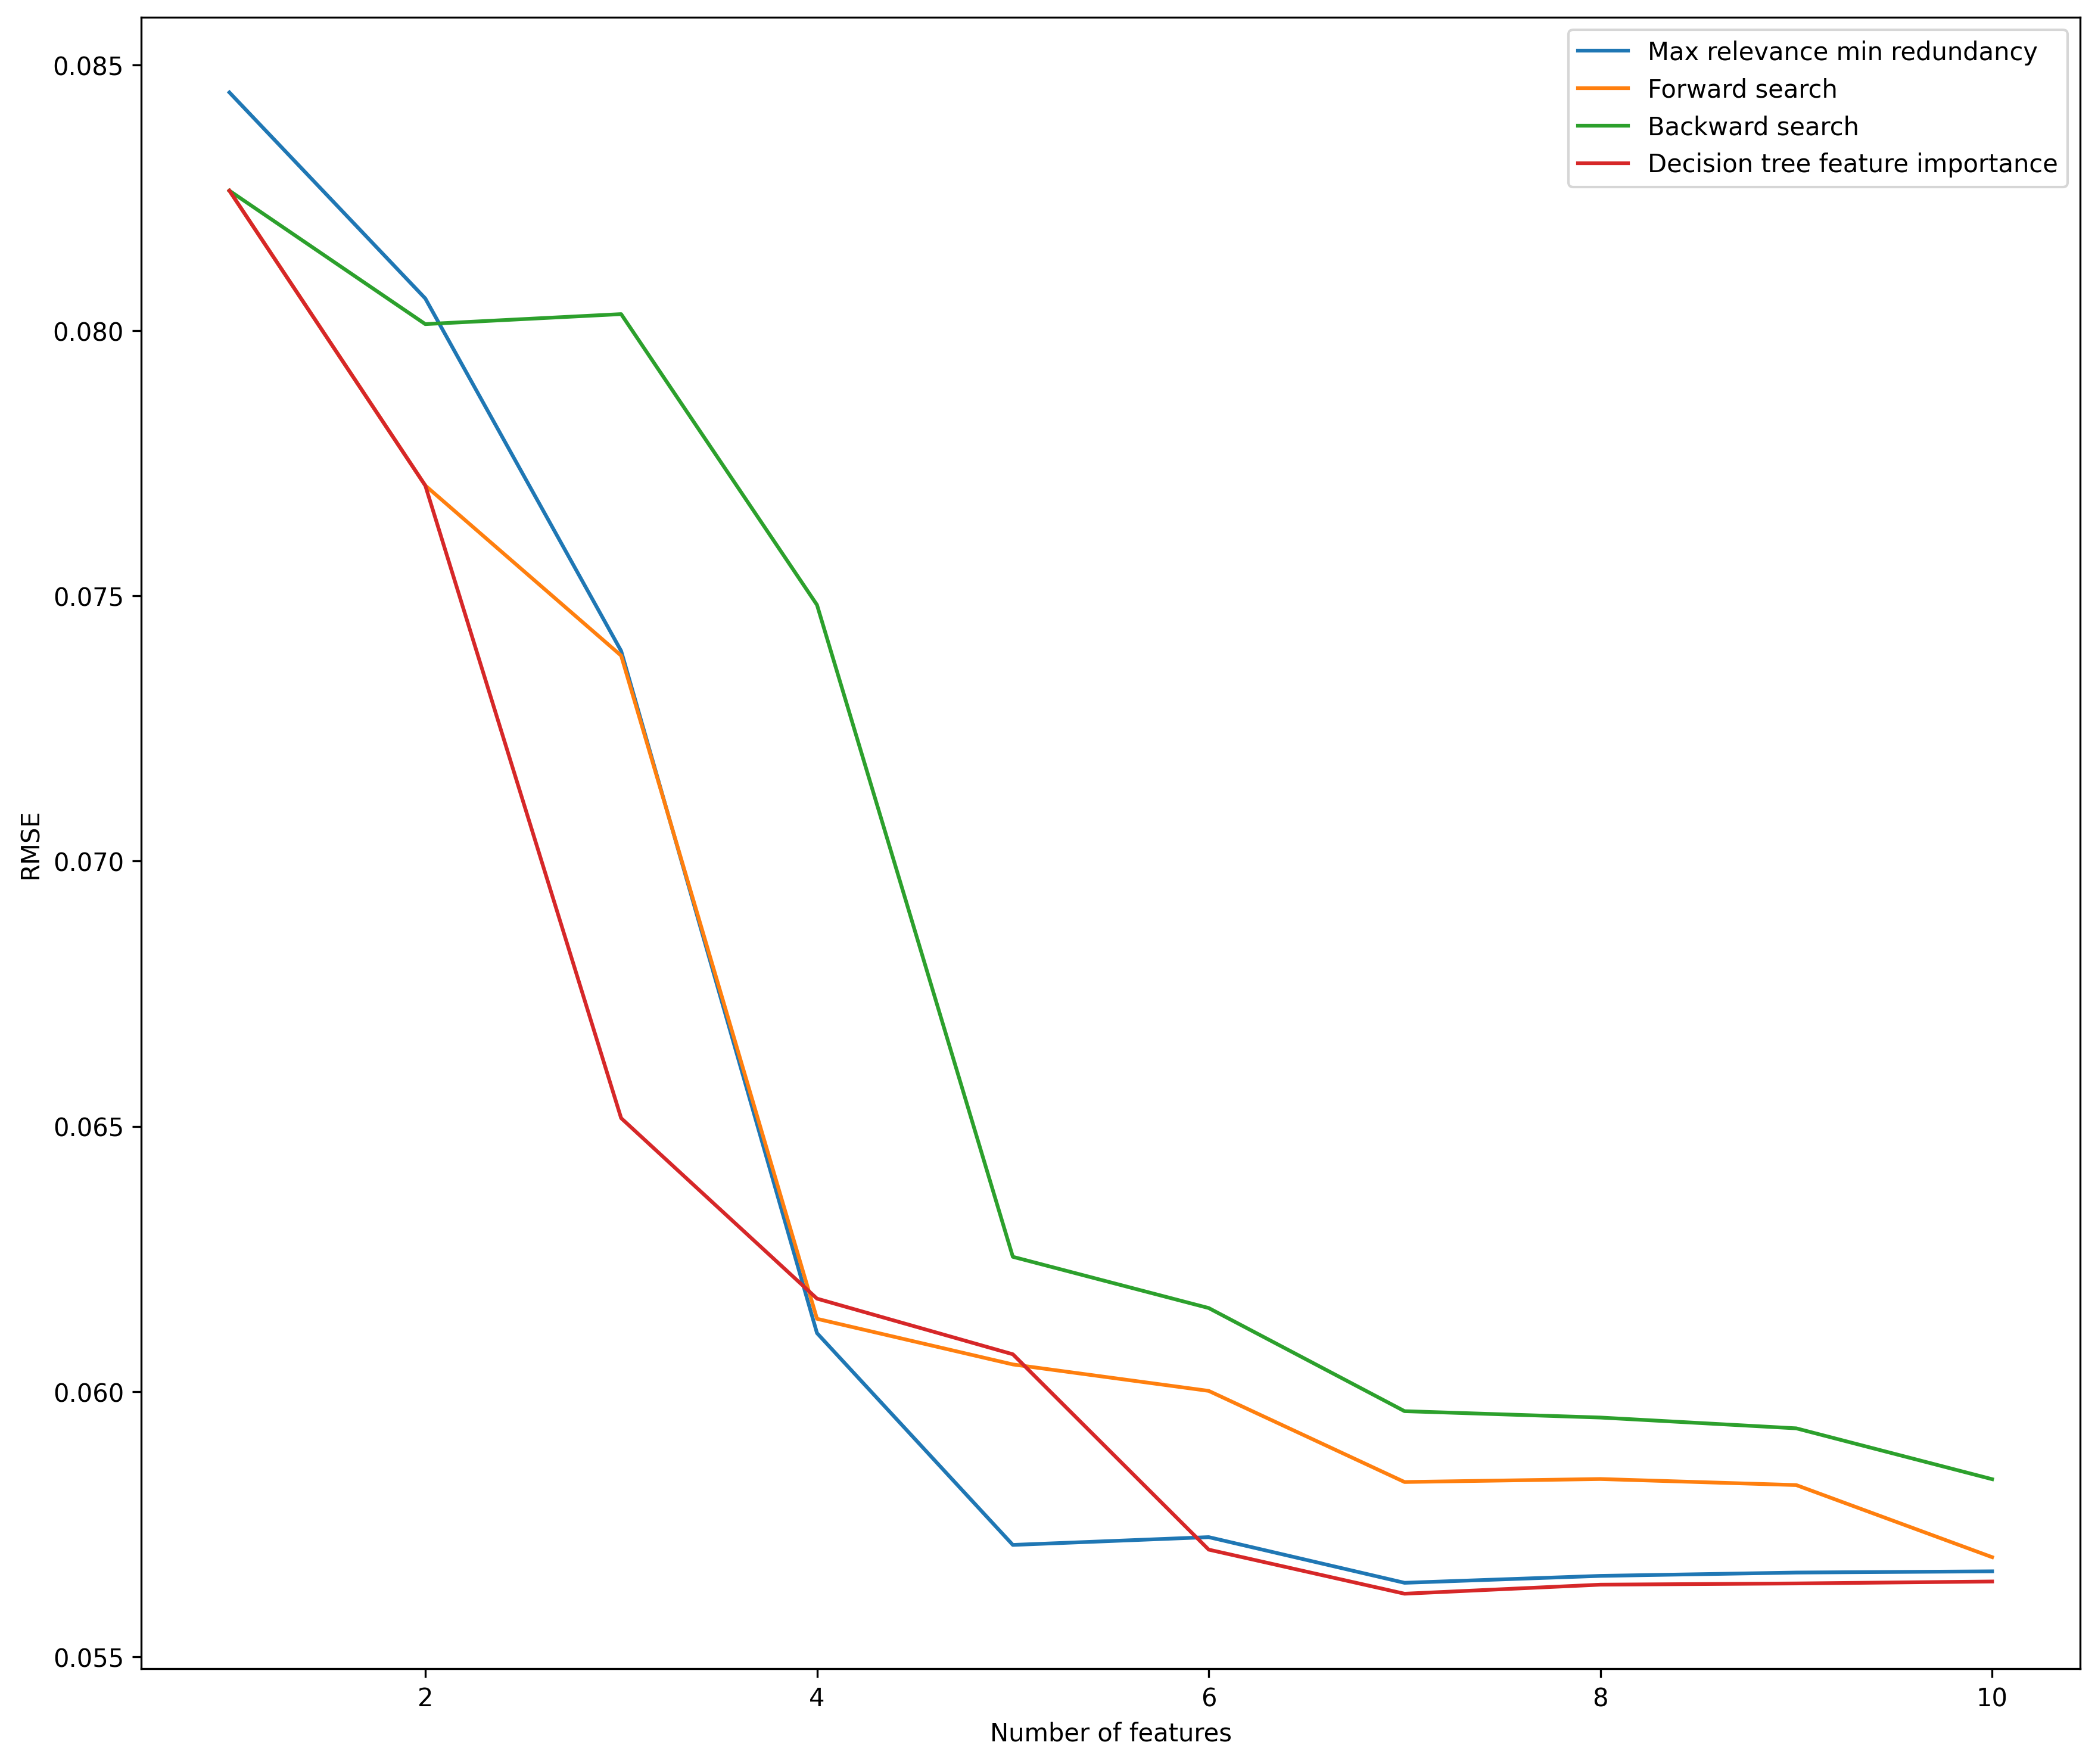 Max relevance min redundancy
Forward search
Backward search
Decision tree feature importance
0.085
0.080
0.075
0.070
0.065
0.060
0.055
RMSE
2 4 6 8 10
Number of features